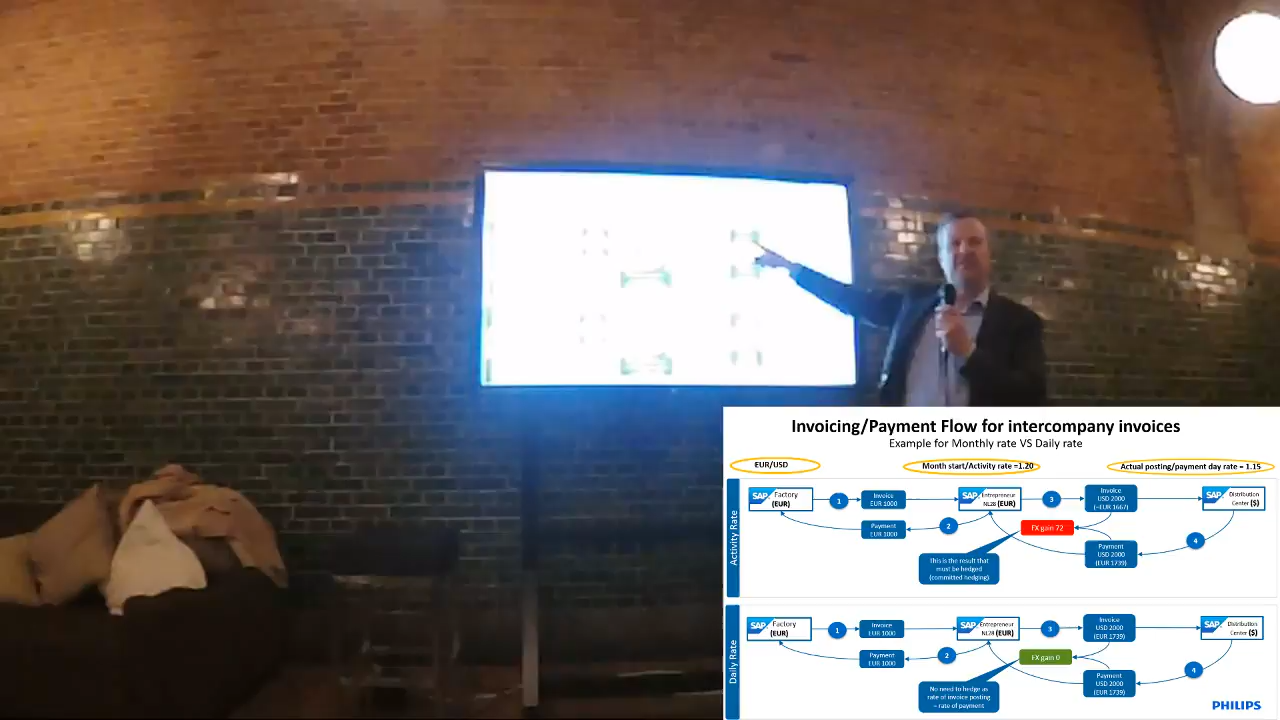 Invoicing/Payment Flow for intercompany invoices
Example for Monthly rate VS Daily rate
EUR/USD
Month start/Activity rate =1.20
Actual posting/payment day rate = 1.15
Activity Rate
SAP
Factory
(EUR)
1
Invoice
EUR 1000
SAP
Entrepreneur
NL28 (EUR)
3
Invoice
USD 2000
(=EUR 1667)
SAP
Distribution
Center ($)
Payment
EUR 1000
2
FX gain 72
4
Payment
USD 2000
(EUR 1739)
This is the result that
must be hedged
(committed hedging)
Daily Rate
SAP
Factory
(EUR)
1
Invoice
EUR 1000
SAP
Entrepreneur
NL28 (EUR)
3
Invoice
USD 2000
(EUR 1739)
SAP
Distribution
Center ($)
Payment
EUR 1000
2
FX gain 0
4
Payment
USD 2000
(EUR 1739)
No need to hedge as
rate of invoice posting
= rate of payment
PHILIPS